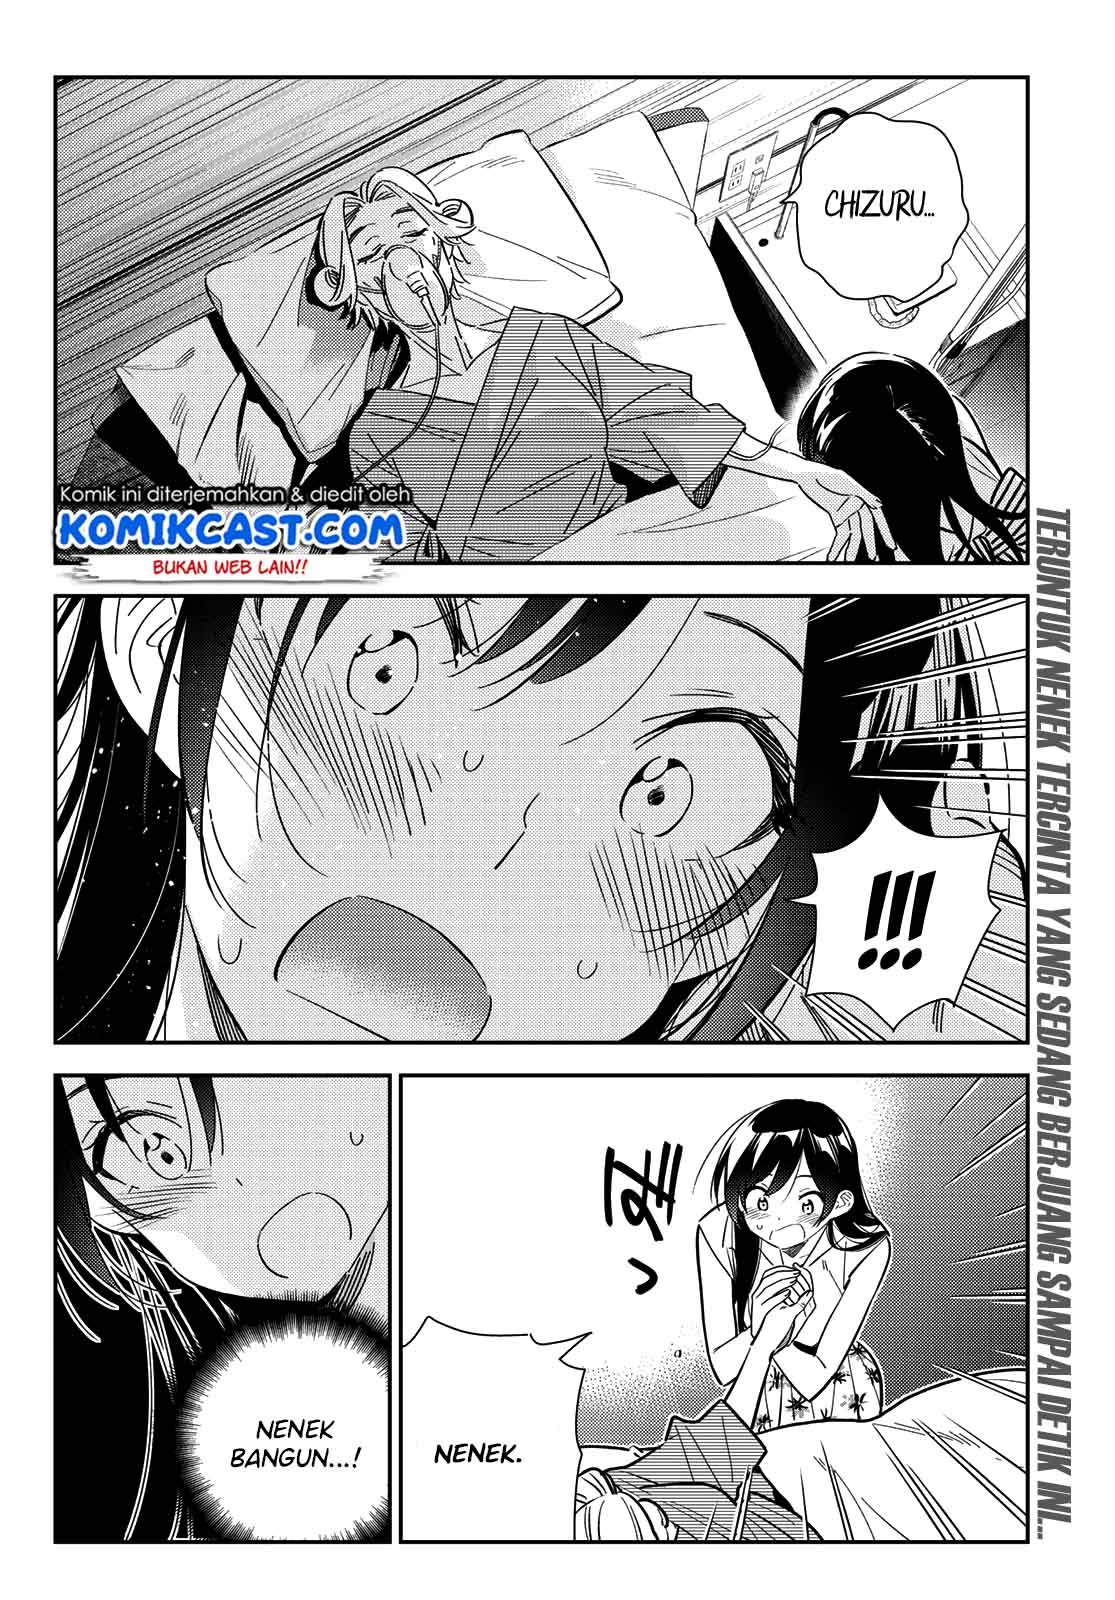 CHIZURU...
Komik ini diterjemahkan & diedit oleh
KOMIKCAST.COM
BUKAN WEB LAIN!!
TERUNTUK NENEK TERCINTA YANG SEDANG BERJUANG SAMPAI DETIK INI...
!!!
NENEK.
NENEK
BANGUN...!